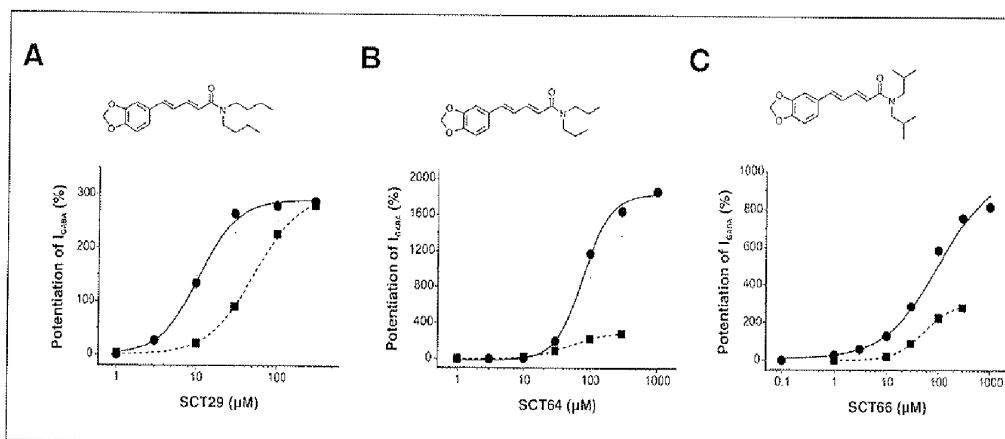 A
B
C
O
O
O
N
O
O
O
N
O
O
O
N
Potentiation of I GABA (%)
300
200
100
0
1
10
100
SCT29 (µM)
Potentiation of I GABA (%)
2000
1600
1200
800
400
0
1
10
100
1000
SCT64 (µM)
Potentiation of I GABA (%)
1000
800
600
400
200
0
0.1
1
10
100
1000
SCT66 (µM)